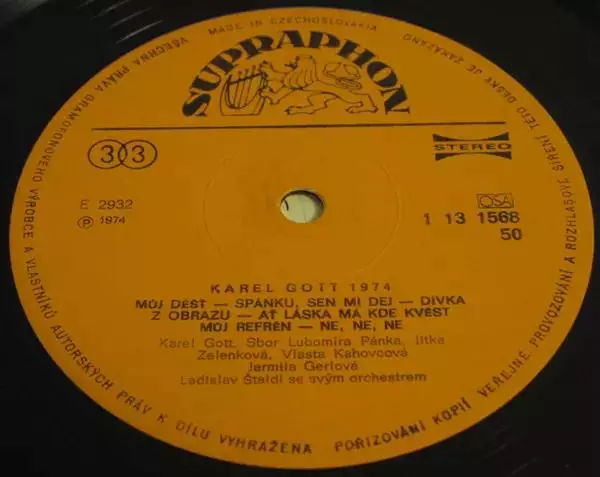 MADE IN CZECHOSLOVAKIA
SUPRAPHON
33
STEREO
E 2932
℗ 1974
OSA
1 13 1568
50
KAREL GOTT 1974
MŮJ DÉŠŤ — SPÁNKU, SEN MI DEJ — DÍVKA
Z OBRAZU — AŤ LÁSKA MÁ KDE KVÉST
MŮJ REFRÉN — NE, NE, NE
Karel Gott, Sbor Lubomíra Pánka, Jitka
Zelenková, Vlasta Kahovcová
Jarmila Gerlová
Ladislav Štaidl se svým orchestrem
VŠECHNA PRÁVA GRAMOFONOVÉHO VÝROBCE A VLASTNÍKŮ AUTORSKÝCH PRÁV K DÍLU VYHRAŽENA POŘIZOVÁNÍ KOPIÍ VEŘEJNÉ PROVOZOVÁNÍ A ROZHLASOVÉ ŠÍŘENÍ TÉTO DESKY JE ZAKÁZÁNO